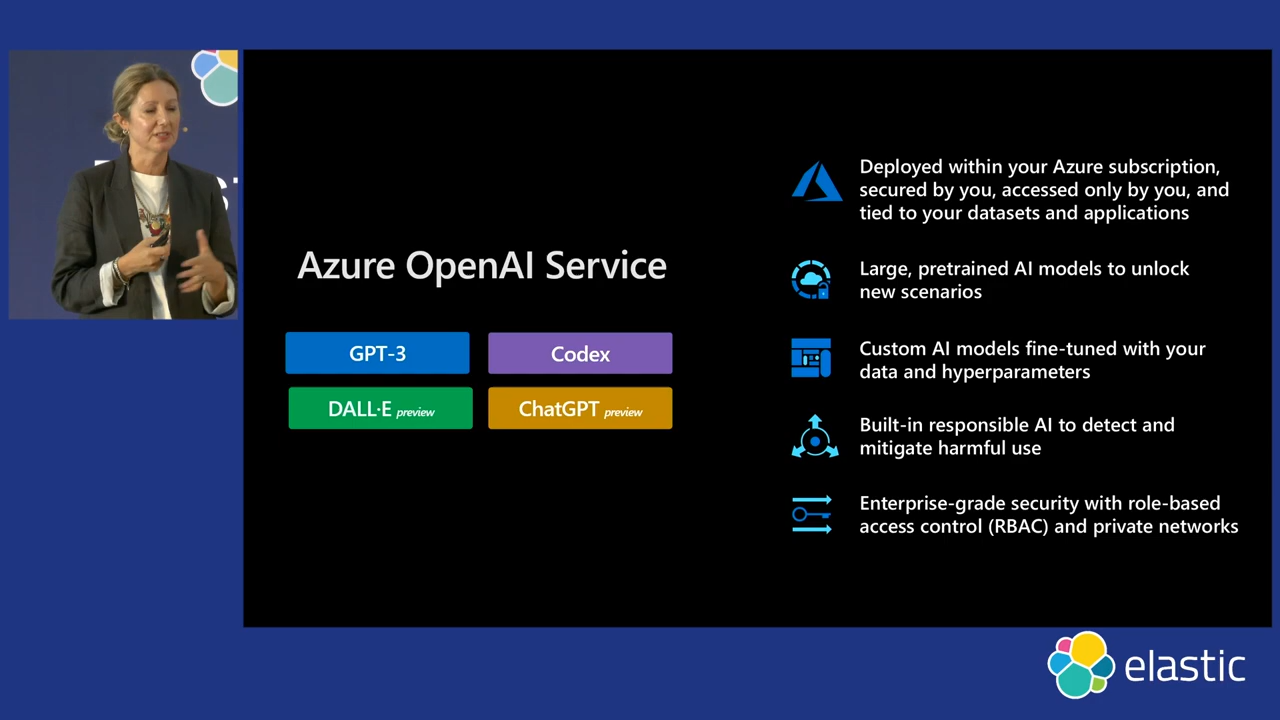 Azure OpenAI Service
GPT-3
Codex
DALL·E preview
ChatGPT preview
Deployed within your Azure subscription,
secured by you, accessed only by you, and
tied to your datasets and applications
Large, pretrained AI models to unlock
new scenarios
Custom AI models fine-tuned with your
data and hyperparameters
Built-in responsible AI to detect and
mitigate harmful use
Enterprise-grade security with role-based
access control (RBAC) and private networks
elastic